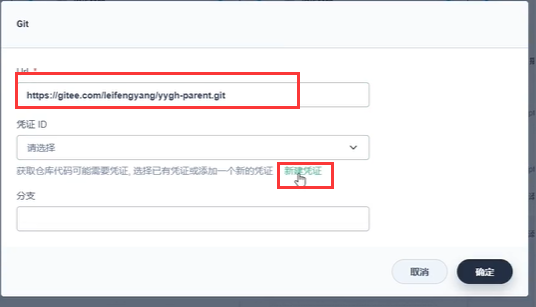 Git
Url *
https://gitee.com/leifengyang/yygh-parent.git
凭证 ID
请选择
获取仓库代码可能需要凭证, 选择已有凭证或添加一个新的凭证 新建凭证
分支
取消
确定